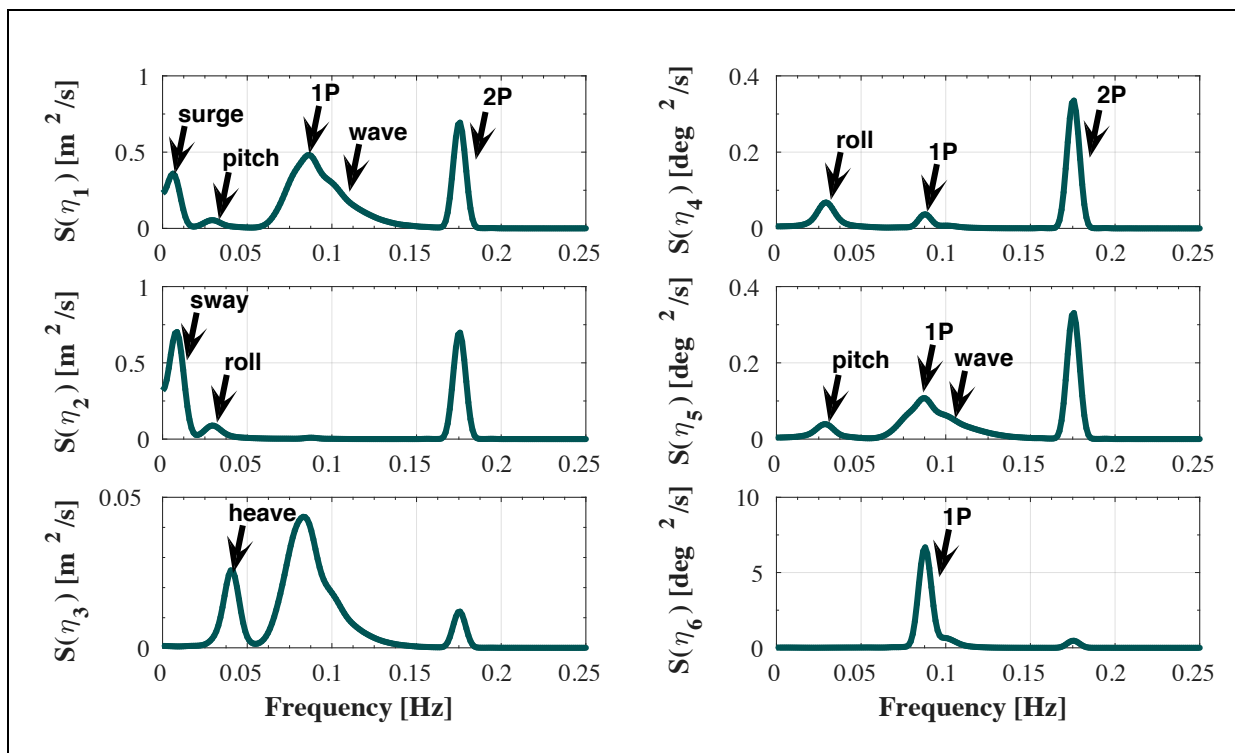 S(η₁) [m ²/s]
1
0.5
0
surge
pitch
1P
wave
2P
0 0.05 0.1 0.15 0.2 0.25
S(η₄) [deg ²/s]
0.4
0.2
0
roll
1P
2P
0 0.05 0.1 0.15 0.2 0.25
S(η₂) [m ²/s]
1
0.5
0
sway
roll
0 0.05 0.1 0.15 0.2 0.25
S(η₅) [deg ²/s]
0.4
0.2
0
pitch
1P
wave
0 0.05 0.1 0.15 0.2 0.25
S(η₃) [m ²/s]
0.05
0
heave
0 0.05 0.1 0.15 0.2 0.25
Frequency [Hz]
S(η₆) [deg ²/s]
10
5
0
1P
0 0.05 0.1 0.15 0.2 0.25
Frequency [Hz]